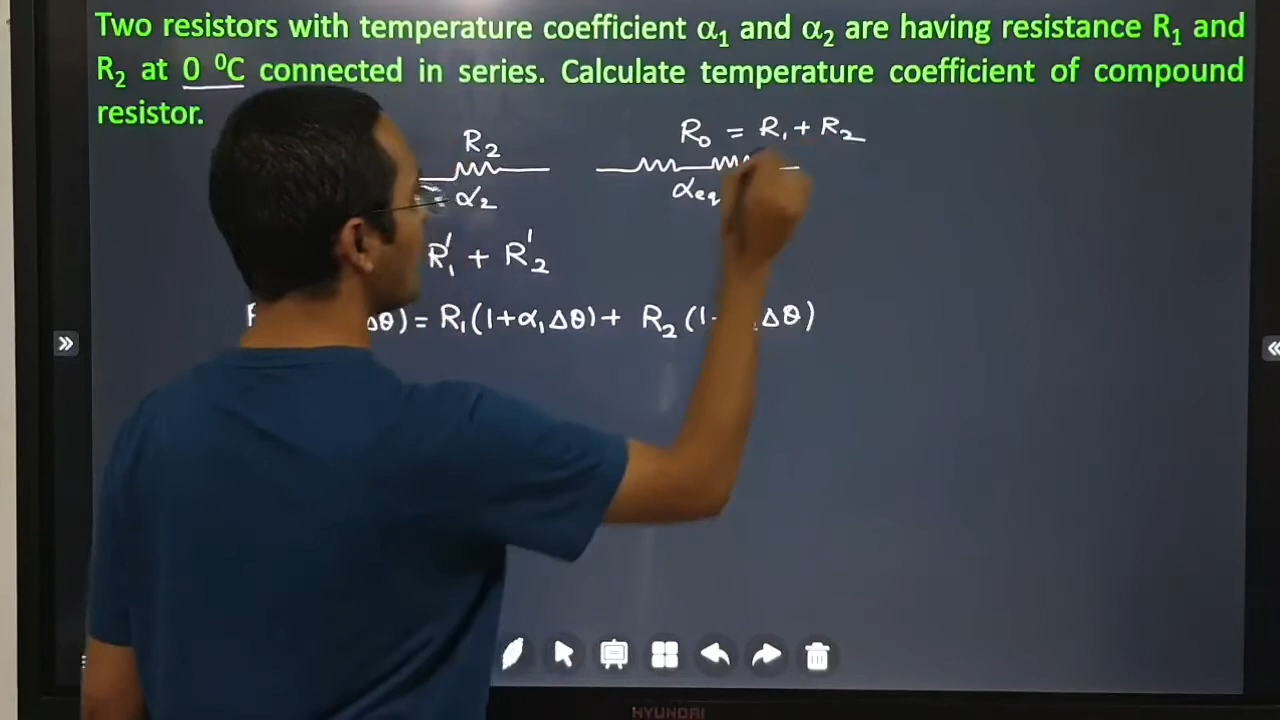 Two resistors with temperature coefficient α₁ and α₂ are having resistance R₁ and
R₂ at 0 ⁰C connected in series. Calculate temperature coefficient of compound
resistor.
R₂ R₀ = R₁ + R₂
α₂ αeq
R₁' + R₂'
Δθ) = R₁(1+α₁Δθ) + R₂(1 Δθ)
HYUNDAI